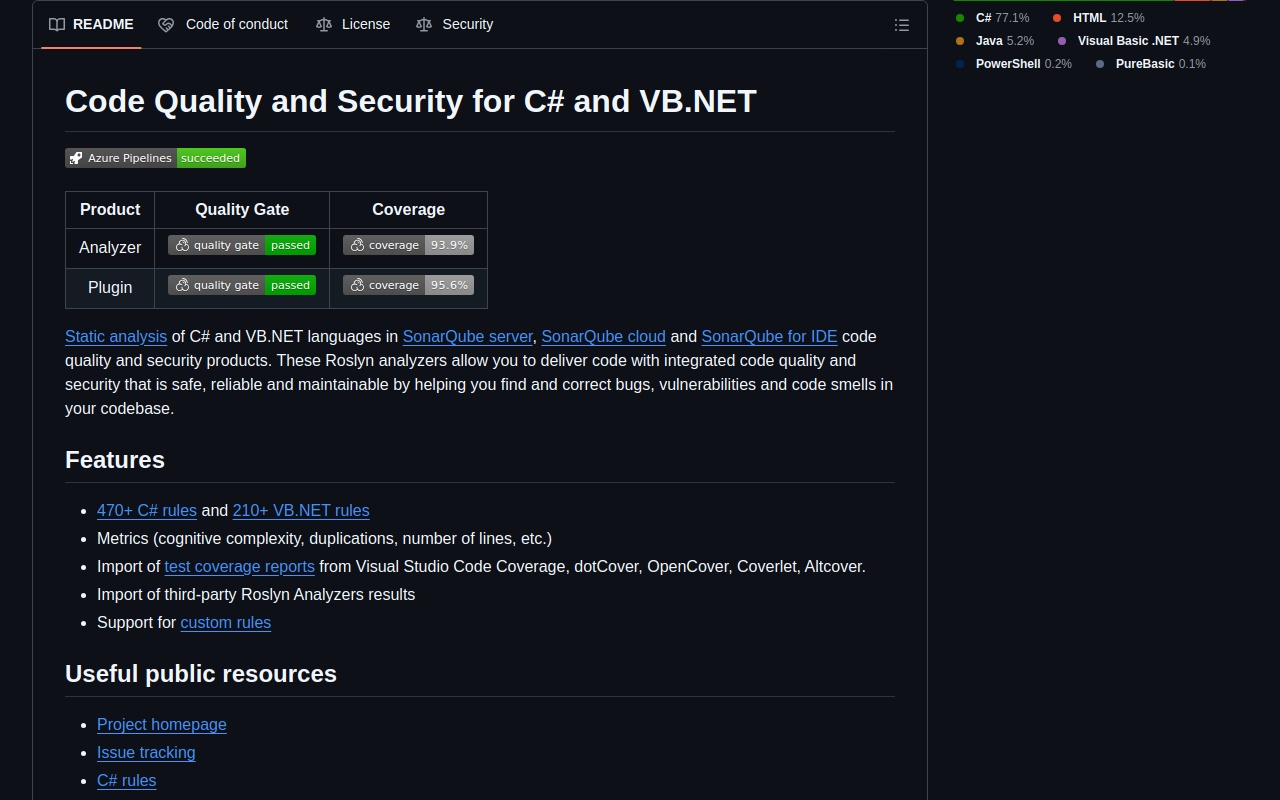 README Code of conduct License Security
Code Quality and Security for C# and VB.NET
Azure Pipelines succeeded
Product Quality Gate Coverage
Analyzer quality gate passed coverage 93.9%
Plugin quality gate passed coverage 95.6%
Static analysis of C# and VB.NET languages in SonarQube server, SonarQube cloud and SonarQube for IDE code
quality and security products. These Roslyn analyzers allow you to deliver code with integrated code quality and
security that is safe, reliable and maintainable by helping you find and correct bugs, vulnerabilities and code smells in
your codebase.
Features
470+ C# rules and 210+ VB.NET rules
Metrics (cognitive complexity, duplications, number of lines, etc.)
Import of test coverage reports from Visual Studio Code Coverage, dotCover, OpenCover, Coverlet, Altcover.
Import of third-party Roslyn Analyzers results
Support for custom rules
Useful public resources
Project homepage
Issue tracking
C# rules
C# 77.1% HTML 12.5%
Java 5.2% Visual Basic .NET 4.9%
PowerShell 0.2% PureBasic 0.1%